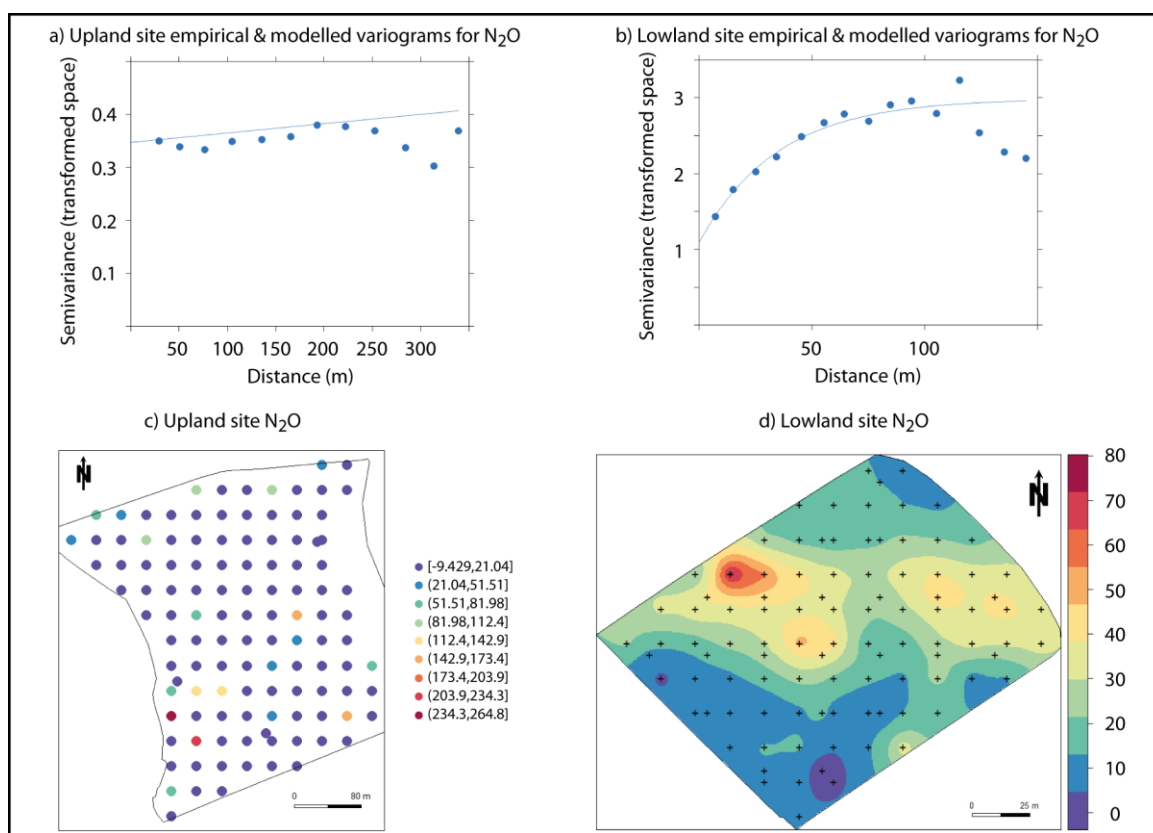 a) Upland site empirical & modelled variograms for N₂O
Semivariance (transformed space)
0.4
0.3
0.2
0.1
50 100 150 200 250 300
Distance (m)
b) Lowland site empirical & modelled variograms for N₂O
Semivariance (transformed space)
3
2
1
50 100
Distance (m)
c) Upland site N₂O
N
[-9.429,21.04]
(21.04,51.51]
(51.51,81.98]
(81.98,112.4]
(112.4,142.9]
(142.9,173.4]
(173.4,203.9]
(203.9,234.3]
(234.3,264.8]
0 80 m
d) Lowland site N₂O
N
80
70
60
50
40
30
20
10
0
0 25 m